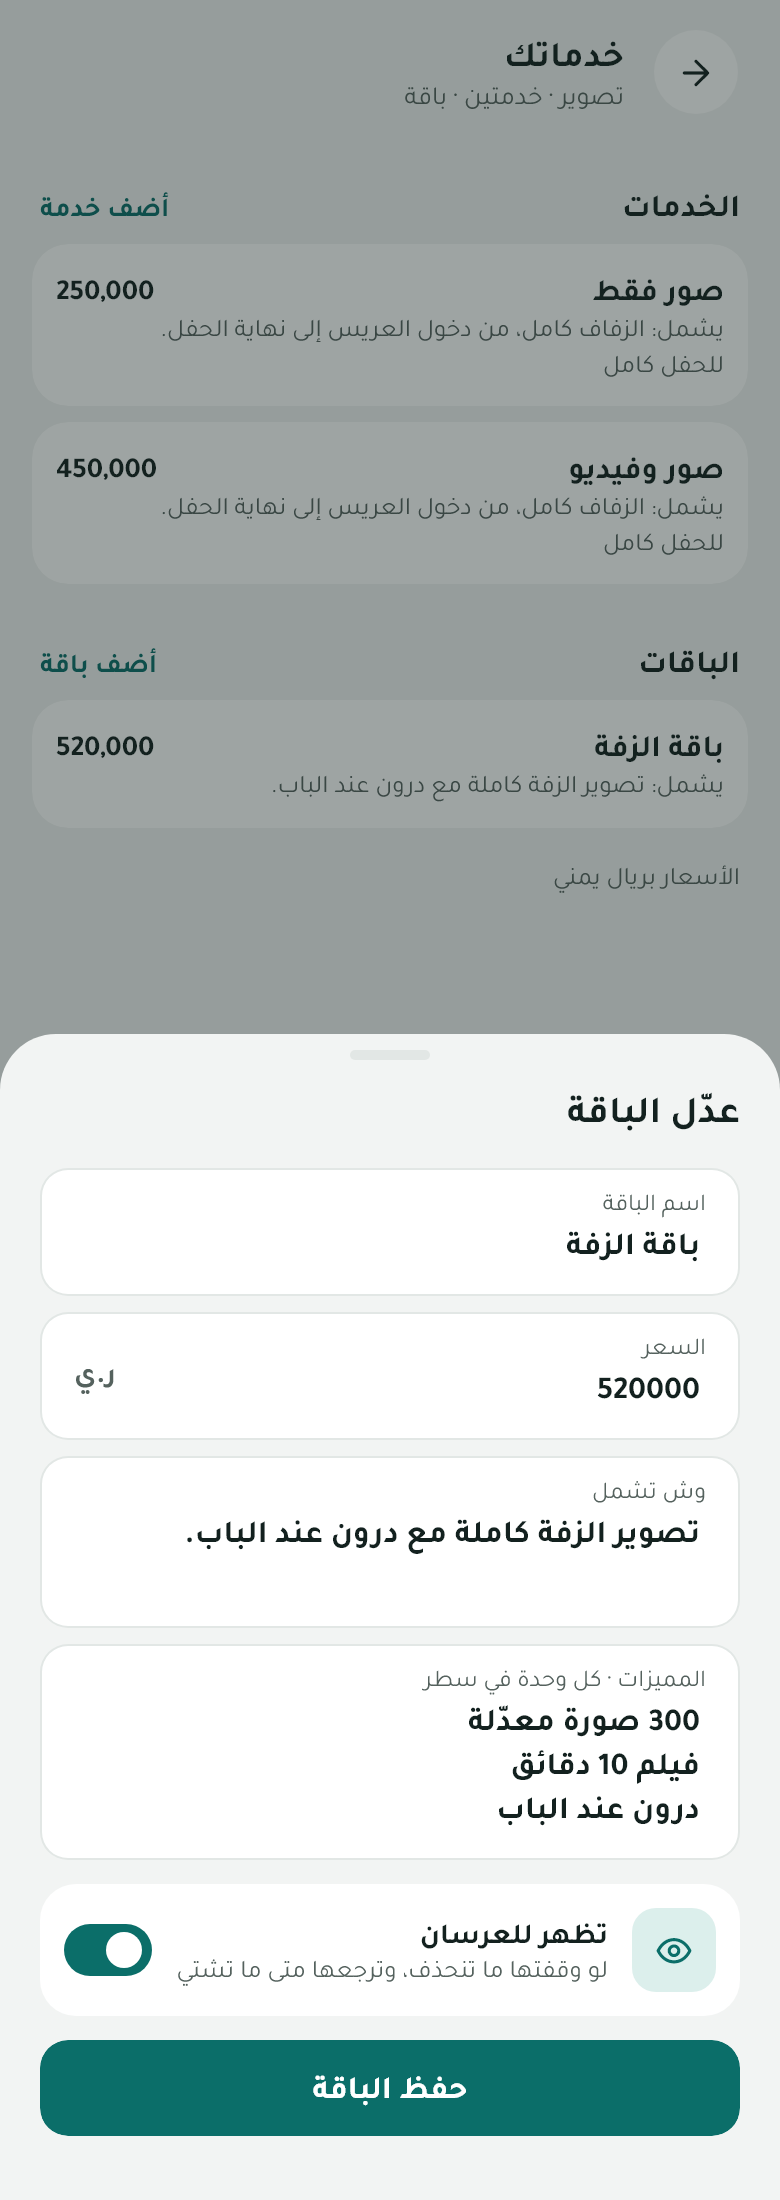 خدماتك
تصوير · خدمتين · باقة
الخدمات
أضف خدمة
صور فقط
250,000
يشمل: الزفاف كامل، من دخول العريس إلى نهاية الحفل.
للحفل كامل
صور وفيديو
450,000
يشمل: الزفاف كامل، من دخول العريس إلى نهاية الحفل.
للحفل كامل
الباقات
أضف باقة
باقة الزفة
520,000
يشمل: تصوير الزفة كاملة مع درون عند الباب.
الأسعار بريال يمني
عدّل الباقة
اسم الباقة
باقة الزفة
السعر
520000
ر.ي
وش تشمل
تصوير الزفة كاملة مع درون عند الباب.
المميزات · كل وحدة في سطر
300 صورة معدّلة
فيلم 10 دقائق
درون عند الباب
تظهر للعرسان
لو وقفتها ما تنحذف، وترجعها متى ما تشتي
حفظ الباقة